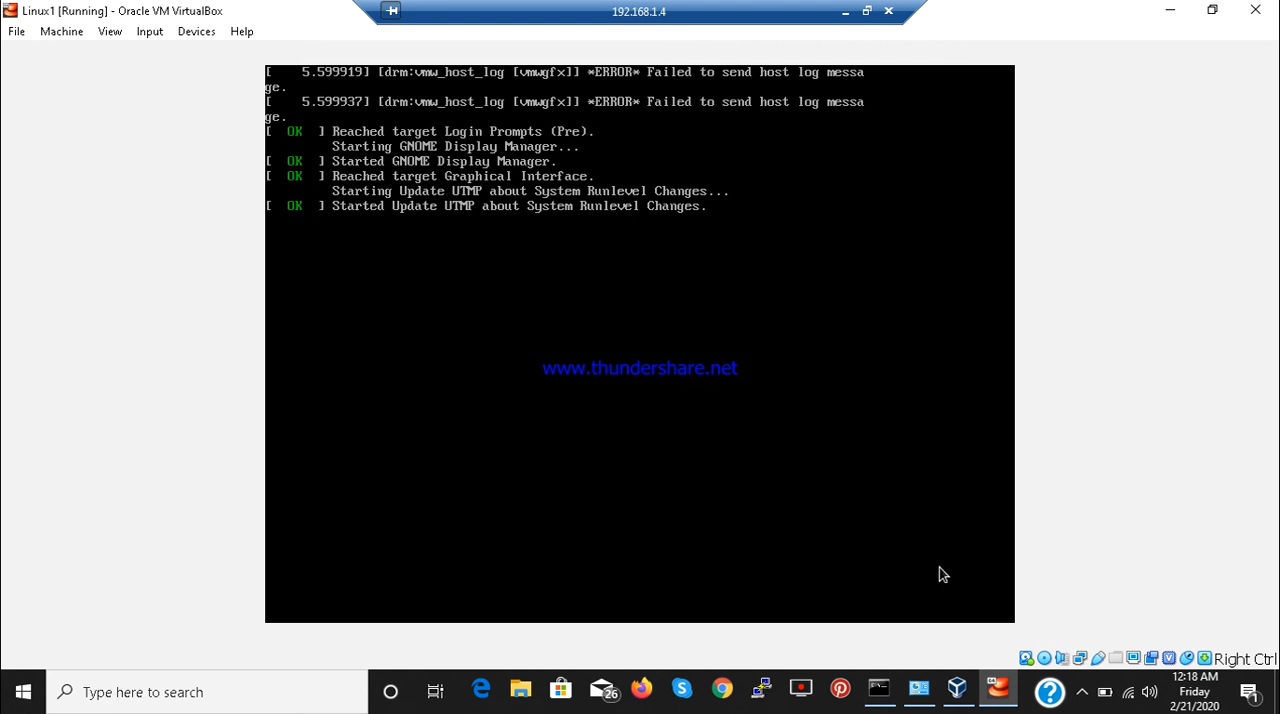 Linux1 [Running] - Oracle VM VirtualBox
192.168.1.4
File Machine View Input Devices Help
[    5.599919] [drm:vmw_host_log [vmwgfx]] *ERROR* Failed to send host log messa
ge.
[    5.599937] [drm:vmw_host_log [vmwgfx]] *ERROR* Failed to send host log messa
ge.
[  OK  ] Reached target Login Prompts (Pre).
Starting GNOME Display Manager...
[  OK  ] Started GNOME Display Manager.
[  OK  ] Reached target Graphical Interface.
Starting Update UTMP about System Runlevel Changes...
[  OK  ] Started Update UTMP about System Runlevel Changes.
www.thundershare.net
Right Ctrl
Type here to search
26
12:18 AM
Friday
2/21/2020
1